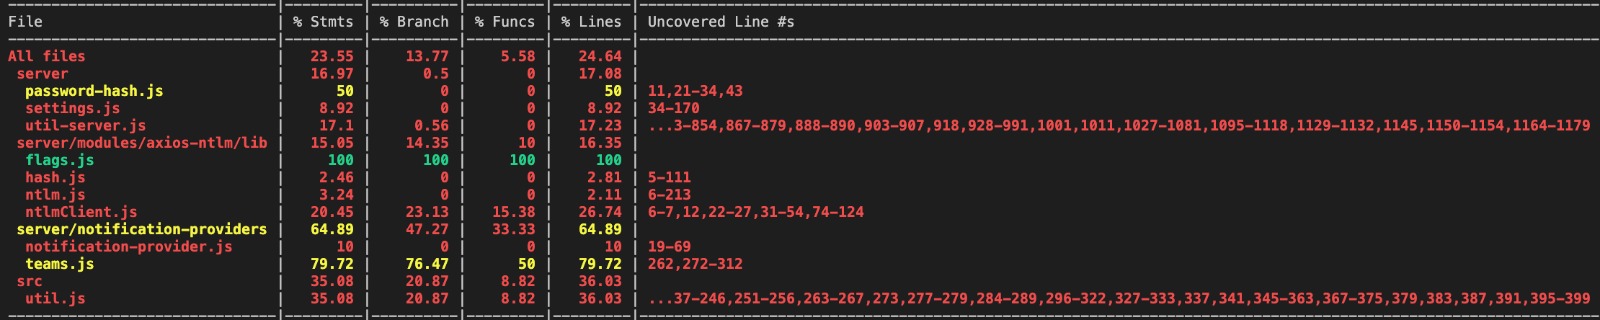 File | % Stmts | % Branch | % Funcs | % Lines | Uncovered Line #s
All files | 23.55 | 13.77 | 5.58 | 24.64 |
server | 16.97 | 0.5 | 0 | 17.08 |
password-hash.js | 50 | 0 | 0 | 50 | 11,21-34,43
settings.js | 8.92 | 0 | 0 | 8.92 | 34-170
util-server.js | 17.1 | 0.56 | 0 | 17.23 | ...3-854,867-879,888-890,903-907,918,928-991,1001,1011,1027-1081,1095-1118,1129-1132,1145,1150-1154,1164-1179
server/modules/axios-ntlm/lib | 15.05 | 14.35 | 10 | 16.35 |
flags.js | 100 | 100 | 100 | 100 |
hash.js | 2.46 | 0 | 0 | 2.81 | 5-111
ntlm.js | 3.24 | 0 | 0 | 2.11 | 6-213
ntlmClient.js | 20.45 | 23.13 | 15.38 | 26.74 | 6-7,12,22-27,31-54,74-124
server/notification-providers | 64.89 | 47.27 | 33.33 | 64.89 |
notification-provider.js | 10 | 0 | 0 | 10 | 19-69
teams.js | 79.72 | 76.47 | 50 | 79.72 | 262,272-312
src | 35.08 | 20.87 | 8.82 | 36.03 |
util.js | 35.08 | 20.87 | 8.82 | 36.03 | ...37-246,251-256,263-267,273,277-279,284-289,296-322,327-333,337,341,345-363,367-375,379,383,387,391,395-399